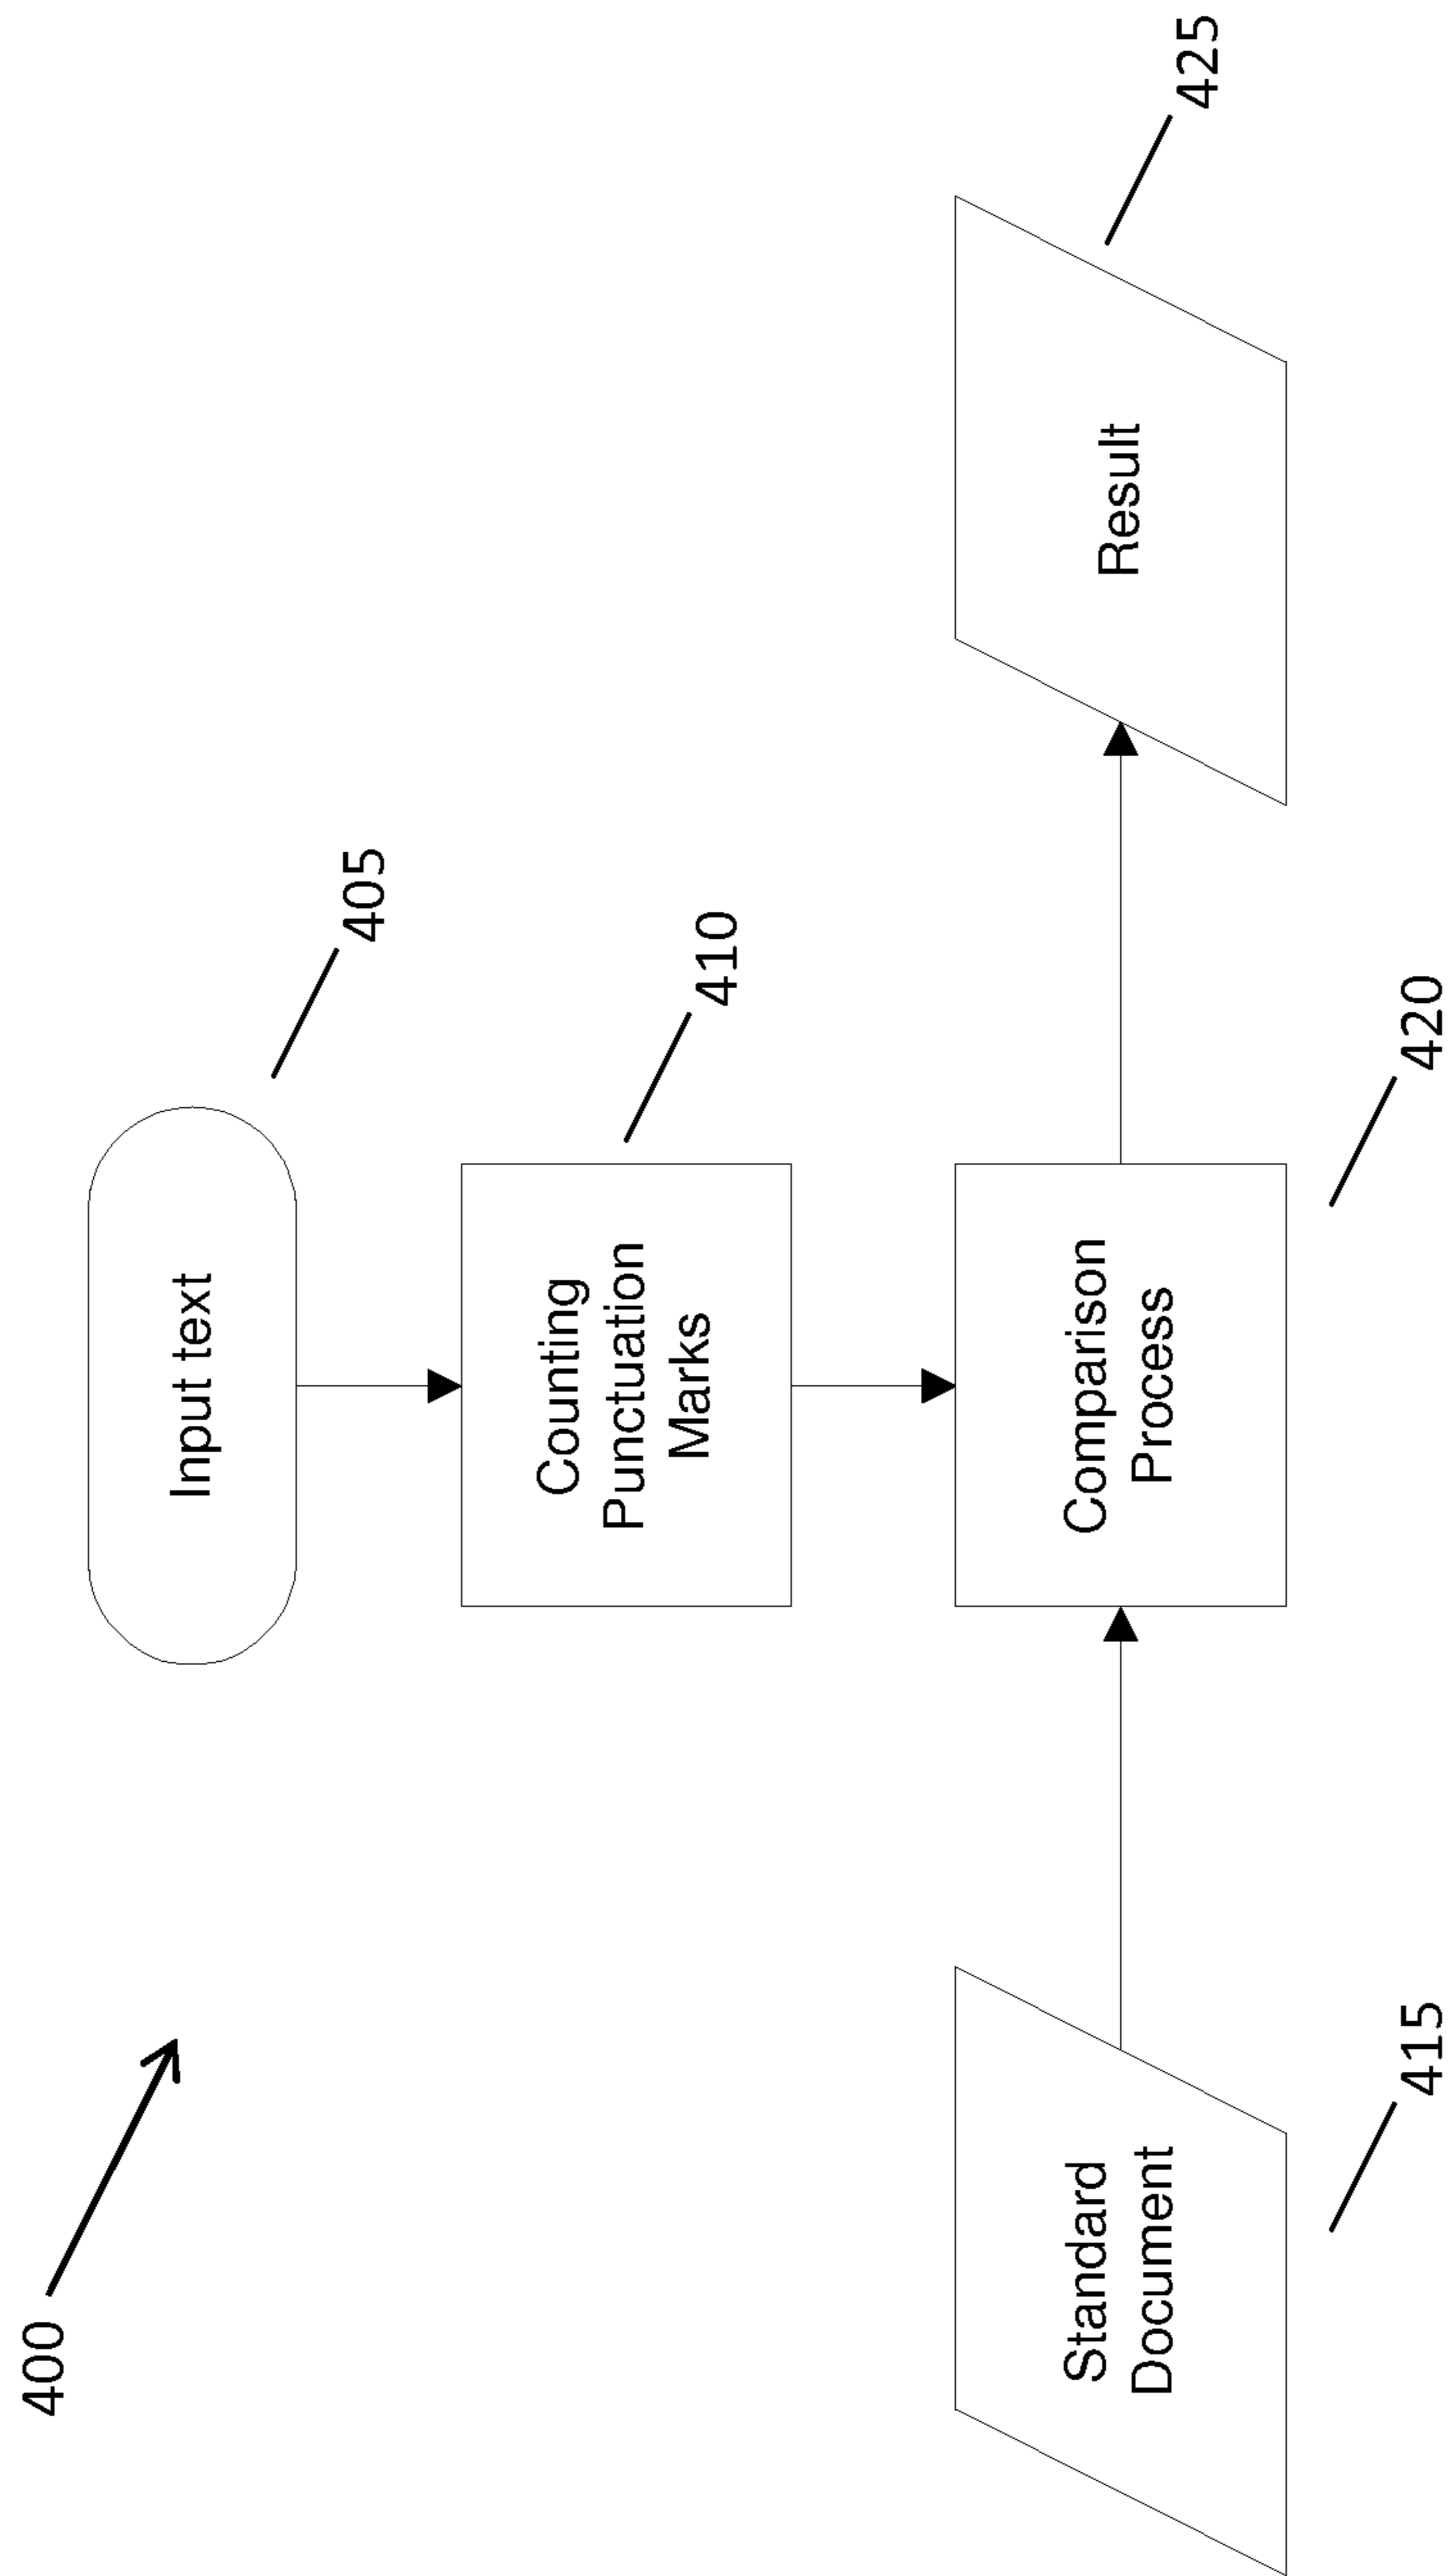 400
Input text
405
Counting
Punctuation
Marks
410
Standard
Document
415
Comparison
Process
420
Result
425